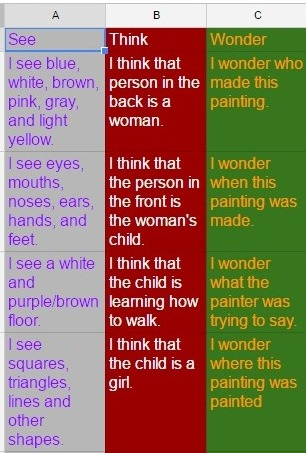 A B C
See Think Wonder
I see blue,
white, brown,
pink, gray,
and light
yellow.
I think that
person in the
back is a
woman.
I wonder who
made this
painting.
I see eyes,
mouths,
noses, ears,
hands, and
feet.
I think that
the person in
the front is
the woman's
child.
I wonder
when this
painting was
made.
I see a white
and
purple/brown
floor.
I think that
the child is
learning how
to walk.
I wonder
what the
painter was
trying to say.
I see
squares,
triangles,
lines and
other
shapes.
I think that
the child is a
girl.
I wonder
where this
painting was
painted